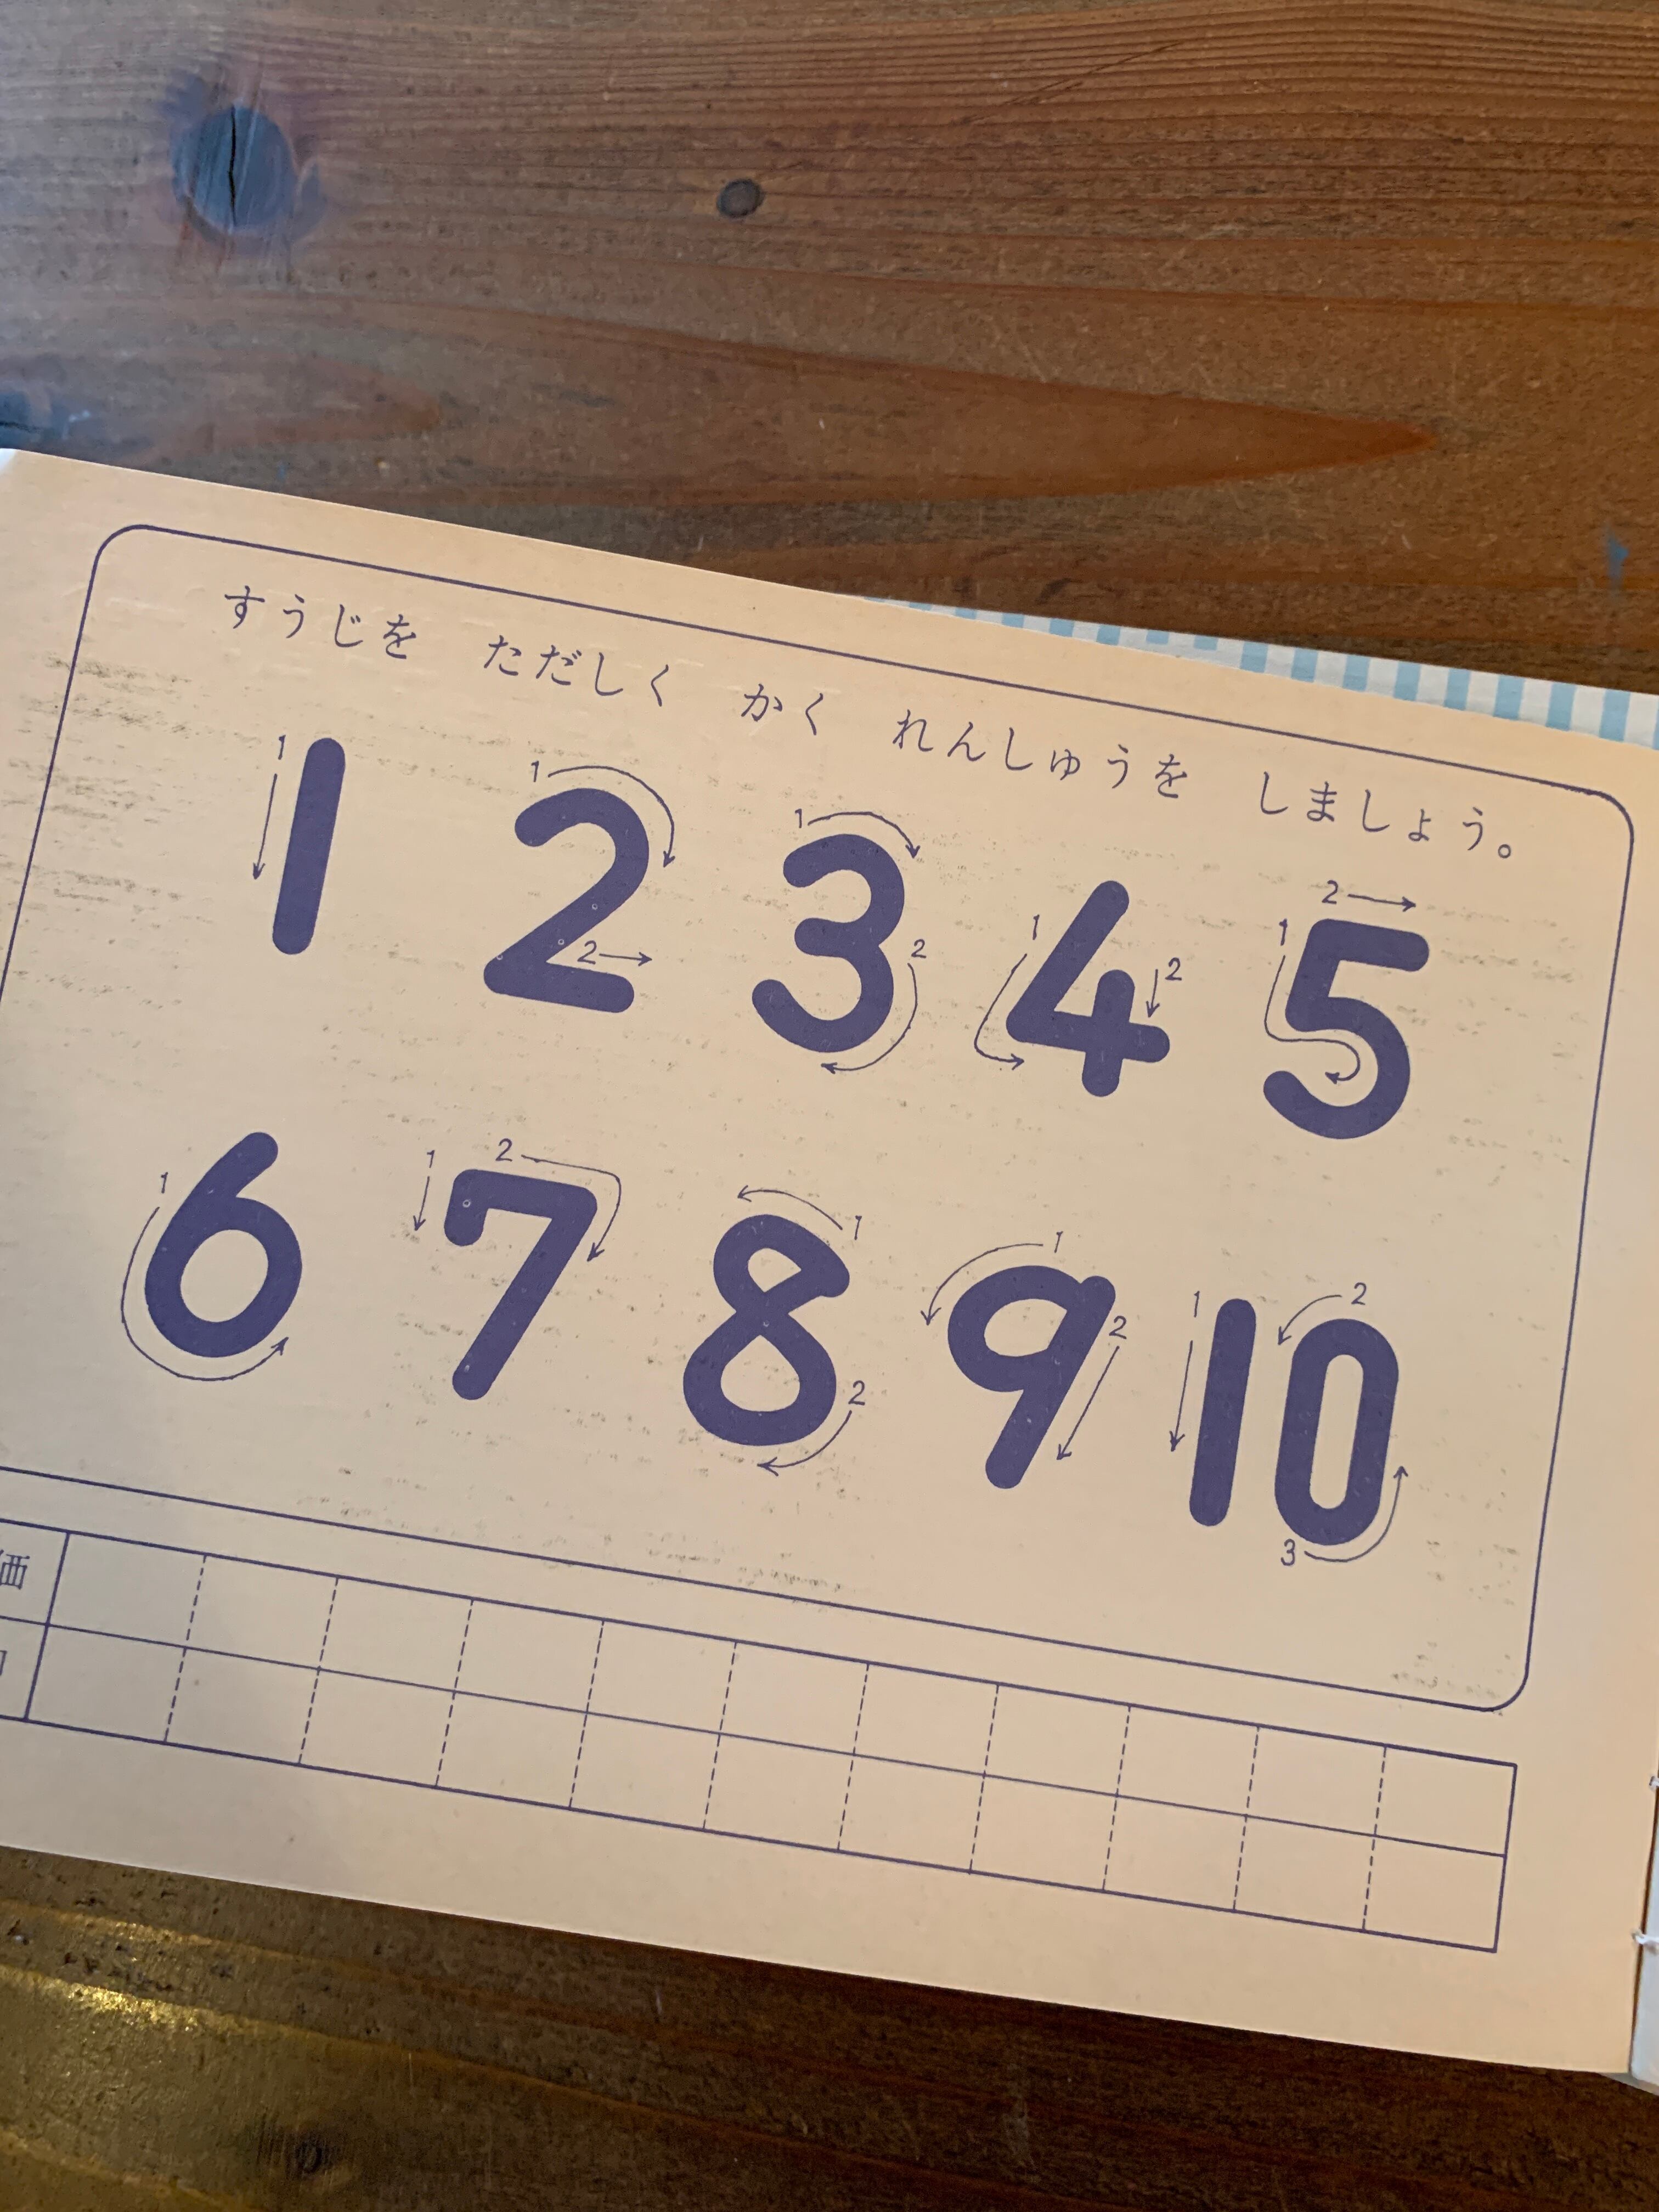 すうじを ただしく かく れんしゅうを しましょう。
1 2 3 4 5
6 7 8 9 10
価